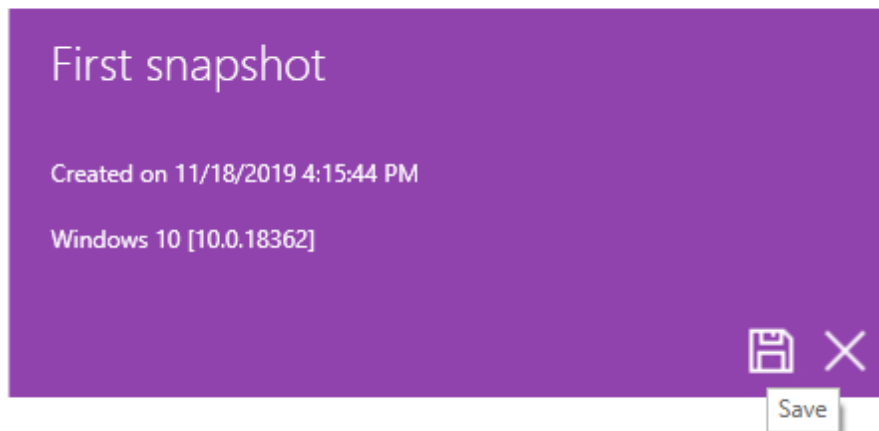 First snapshot
Created on 11/18/2019 4:15:44 PM
Windows 10 [10.0.18362]
Save